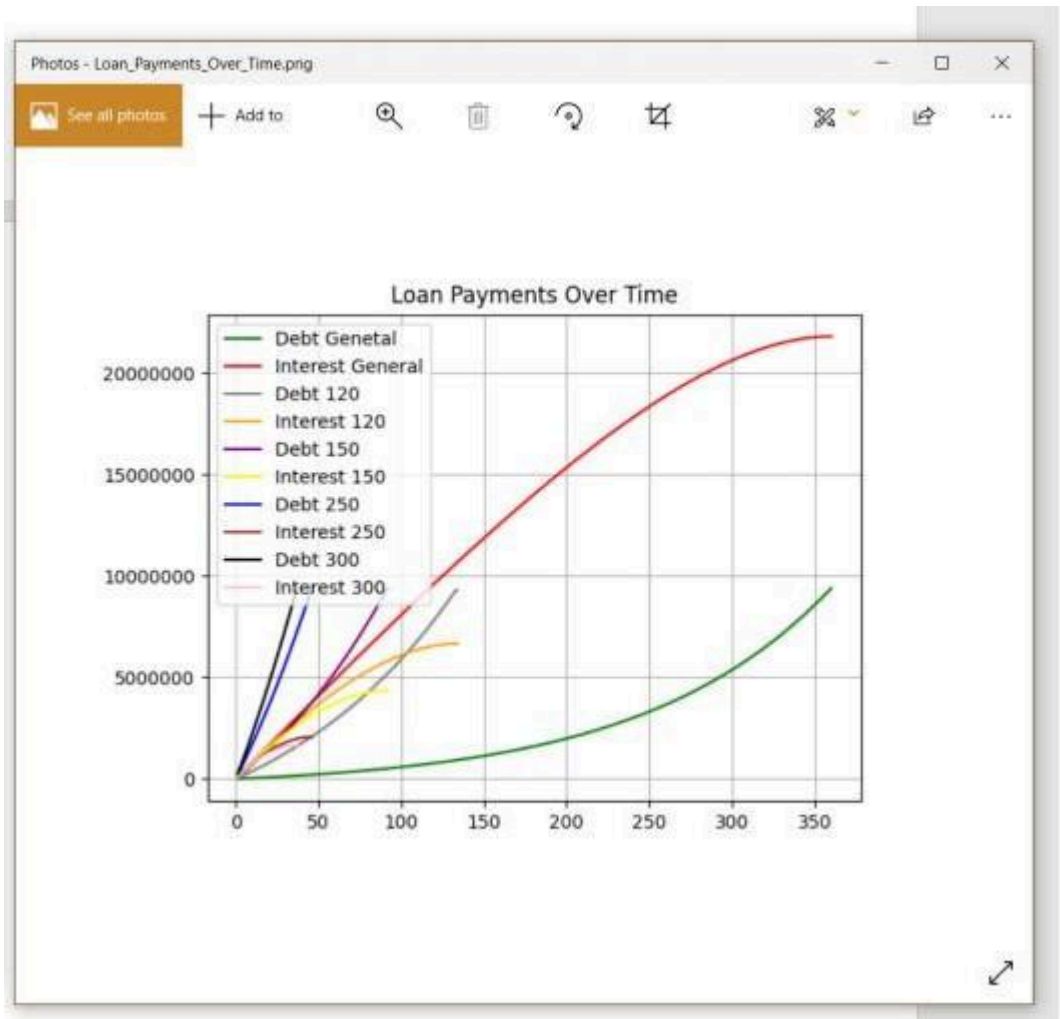 Photos - Loan_Payments_Over_Time.png
See all photos
Add to
Loan Payments Over Time
Debt Genetal
Interest General
Debt 120
Interest 120
Debt 150
Interest 150
Debt 250
Interest 250
Debt 300
Interest 300
20000000
15000000
10000000
5000000
0
0 50 100 150 200 250 300 350